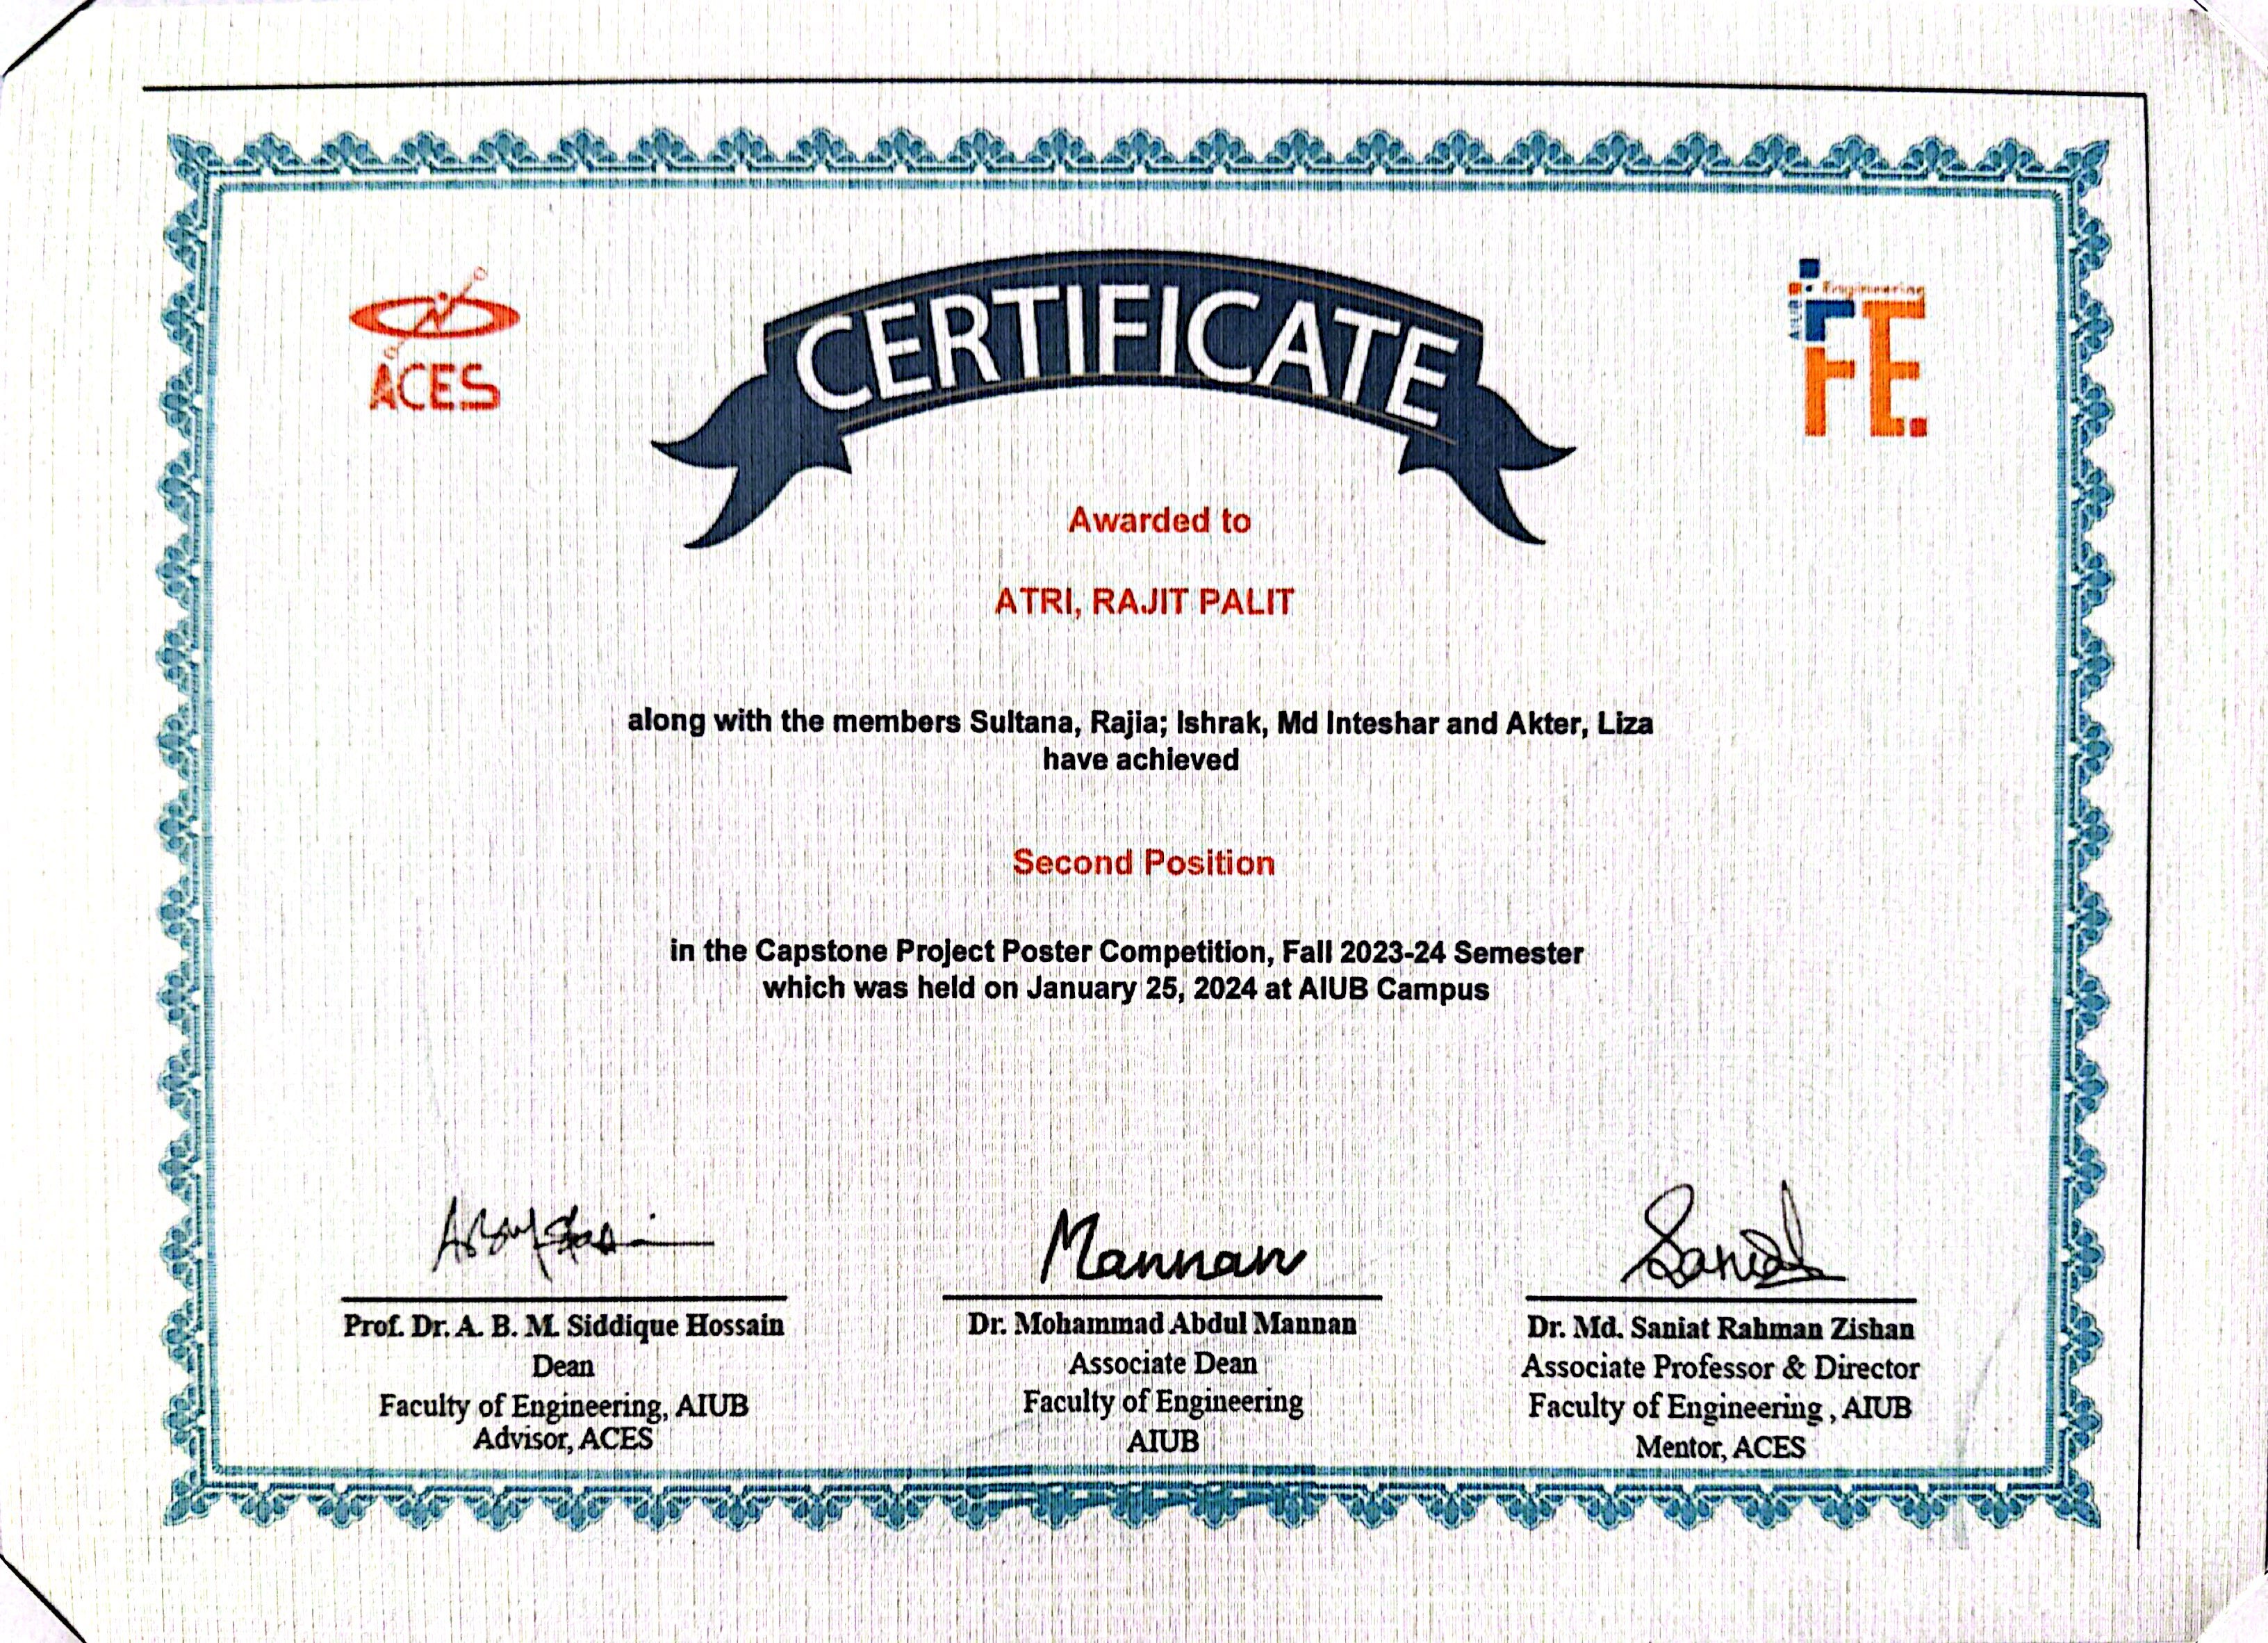 ACES
CERTIFICATE
Engineering
AIUB
FE.
Awarded to
ATRI, RAJIT PALIT
along with the members Sultana, Rajia; Ishrak, Md Inteshar and Akter, Liza
have achieved
Second Position
in the Capstone Project Poster Competition, Fall 2023-24 Semester
which was held on January 25, 2024 at AIUB Campus
Mannan
Saniat
Prof. Dr. A. B. M. Siddique Hossain
Dean
Faculty of Engineering, AIUB
Advisor, ACES
Dr. Mohammad Abdul Mannan
Associate Dean
Faculty of Engineering
AIUB
Dr. Md. Saniat Rahman Zishan
Associate Professor & Director
Faculty of Engineering , AIUB
Mentor, ACES